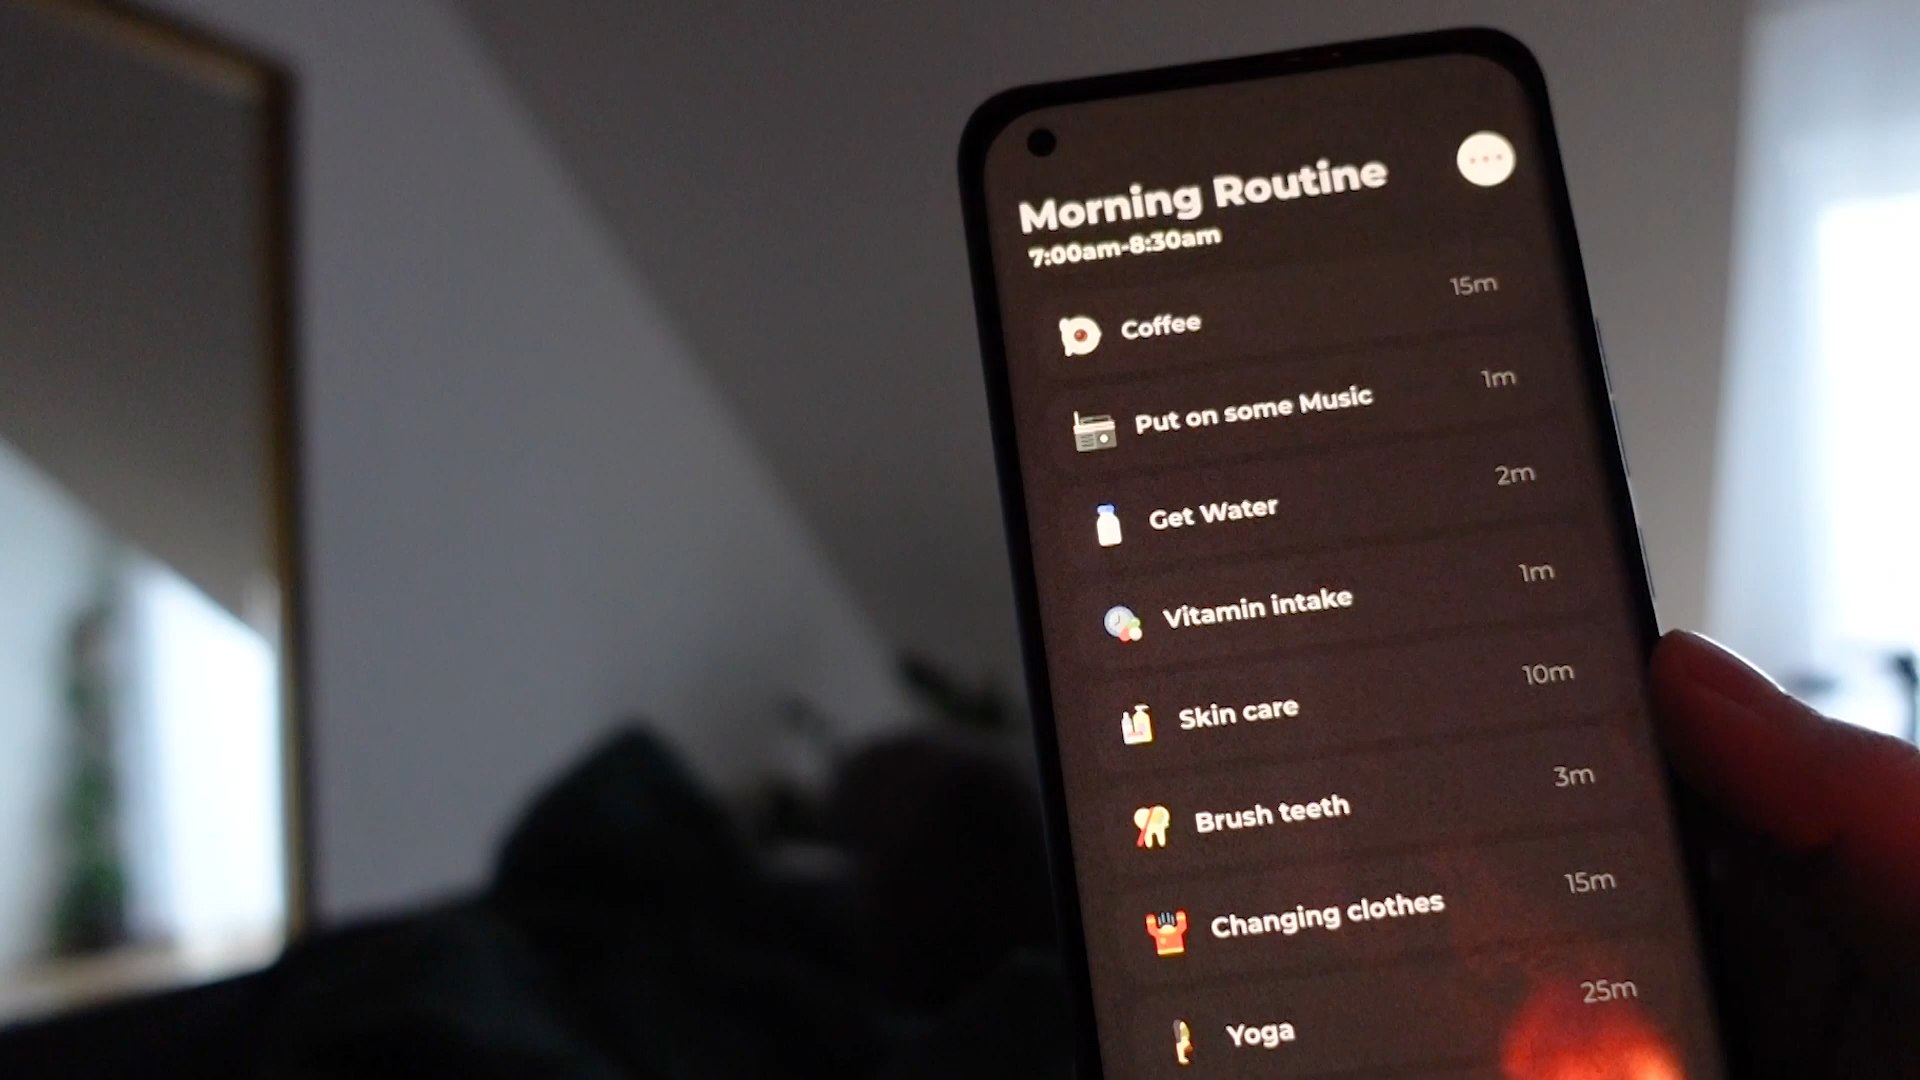 Morning Routine
7:00am-8:30am
Coffee 15m
Put on some Music 1m
Get Water 2m
Vitamin intake 1m
Skin care 10m
Brush teeth 3m
Changing clothes 15m
Yoga 25m